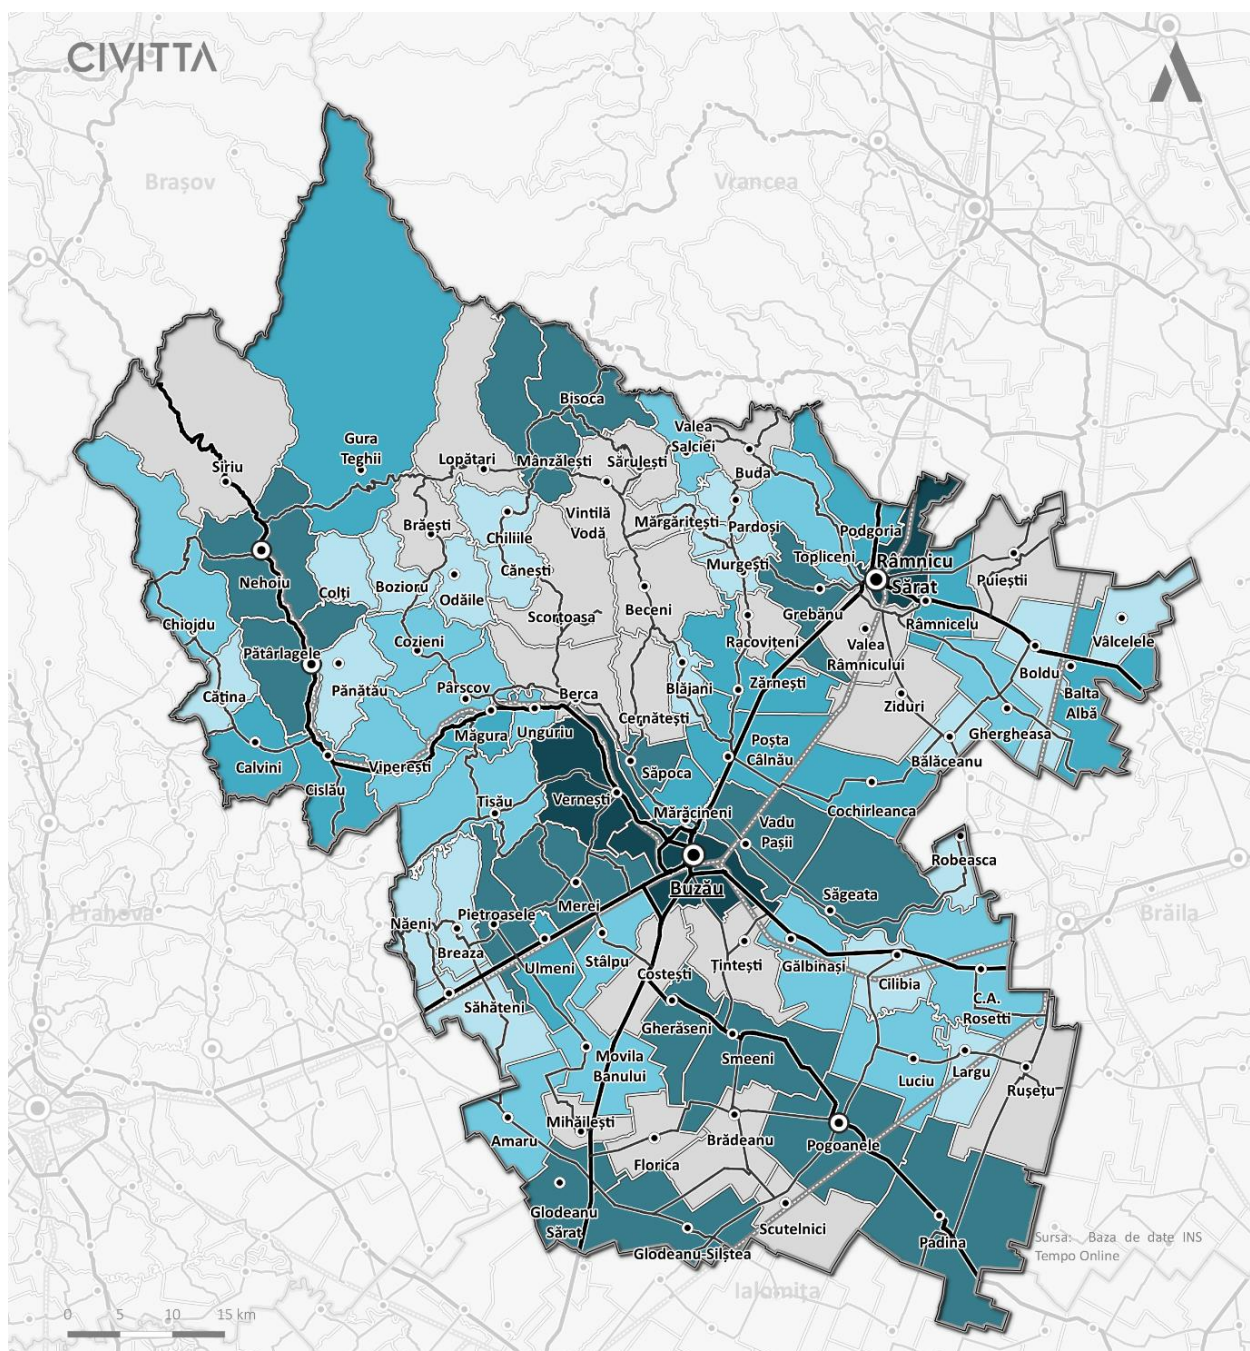 CIVITTA
Brașov
Vrancea
Bisoca
Valea
Salciei
Gura
Teghii
Lopătari
Mânzălești
Sărulești
Buda
Siriu
Brăești
Chiliile
Vintilă
Vodă
Mărgăritești
Pardoși
Podgoria
Topliceni
Râmnicu
Sărat
Puieștii
Nehoiu
Colți
Bozioru
Odăile
Cănești
Murgești
Grebănu
Râmnicelu
Chiojdu
Scorțoasa
Beceni
Racovițeni
Valea
Râmnicului
Vâlcelele
Pătârlagele
Cozieni
Boldu
Cătina
Pănătău
Pârscov
Berca
Blăjani
Zărnești
Ziduri
Balta
Albă
Măgura
Unguriu
Cernătești
Ghergheasa
Calvini
Viperești
Săpoca
Poșta
Câlnău
Bălăceanu
Cislău
Tisău
Vernești
Mărăcineni
Vadu
Pașii
Cochirleanca
Robeasca
Buzău
Săgeata
Prahova
Brăila
Năeni
Pietroasele
Merei
Breaza
Ulmeni
Stâlpu
Costești
Țintești
Gălbinași
Cilibia
C.A.
Rosetti
Săhăteni
Gherăseni
Smeeni
Movila
Banului
Luciu
Largu
Rușețu
Amaru
Mihăilești
Florica
Brădeanu
Pogoanele
Glodeanu
Sărat
Glodeanu-Siliștea
Scutelnici
Padina
Sursa: Baza de date INS
Tempo Online
Ialomița
0 5 10 15 km